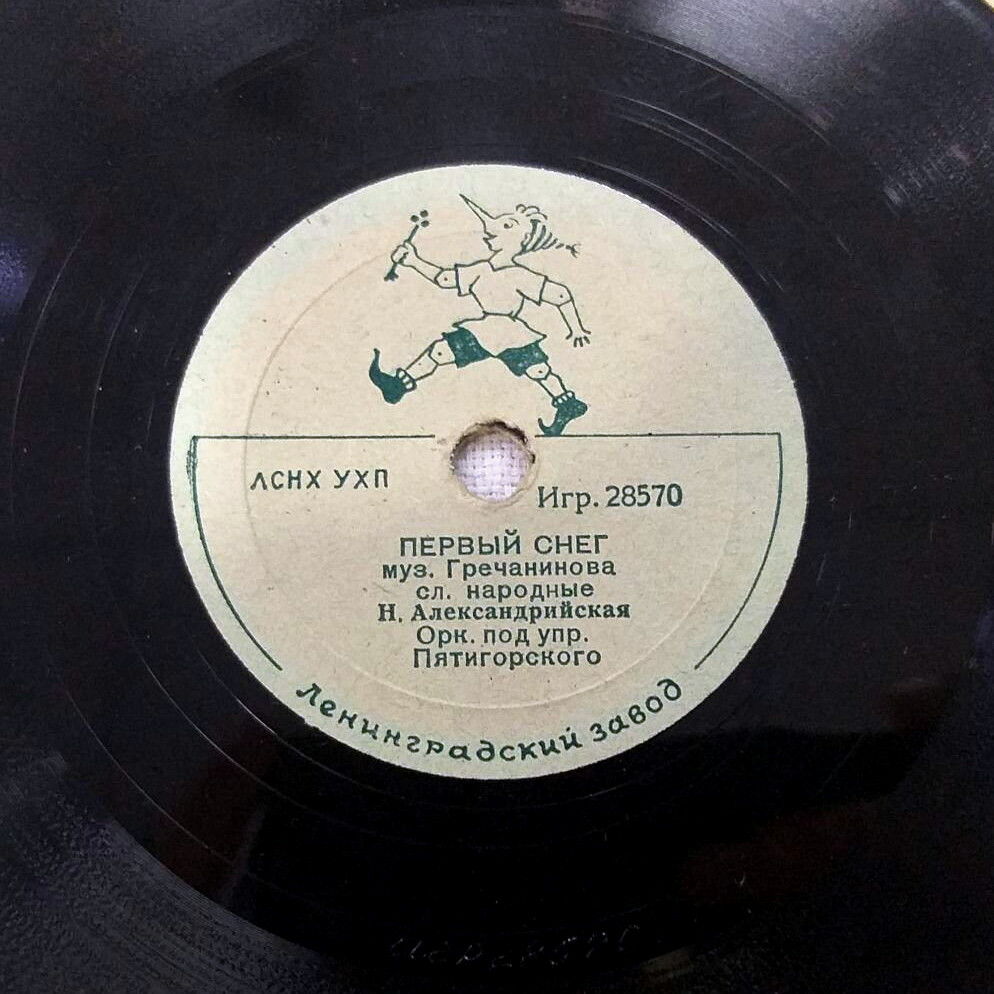 ЛСНХ УХП
Игр. 28570
ПЕРВЫЙ СНЕГ
муз. Гречанинова
сл. народные
Н. Александрийская
Орк. под упр.
Пятигорского
Ленинградский завод